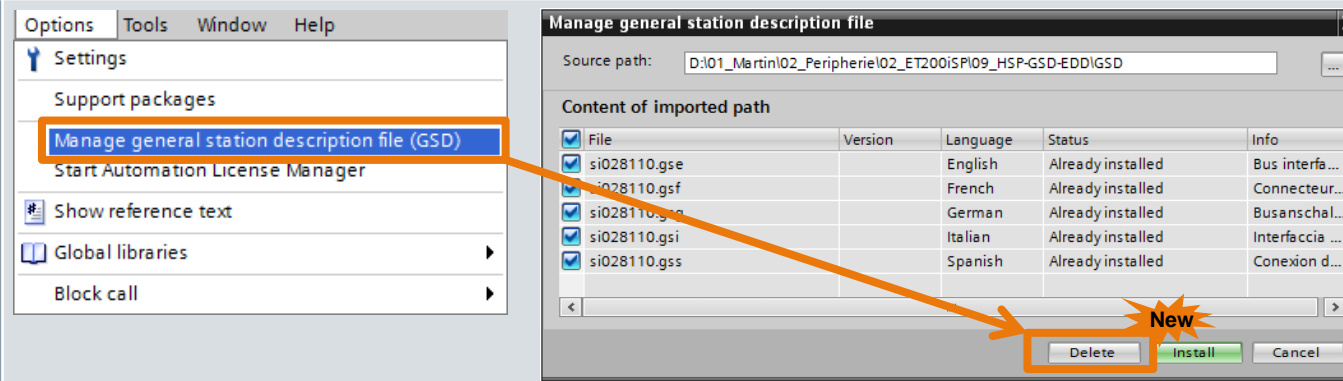 Options Tools Window Help
Settings
Support packages
Manage general station description file (GSD)
Start Automation License Manager
Show reference text
Global libraries
Block call
Manage general station description file
Source path: D:\01_Martin\02_Peripherie\02_ET200iSP\09_HSP-GSD-EDD\GSD ...
Content of imported path
File Version Language Status Info
si028110.gse English Already installed Bus interfa...
si028110.gsf French Already installed Connecteur...
si028110.gsg German Already installed Busanschal...
si028110.gsi Italian Already installed Interfaccia ...
si028110.gss Spanish Already installed Conexion d...
New
Delete Install Cancel